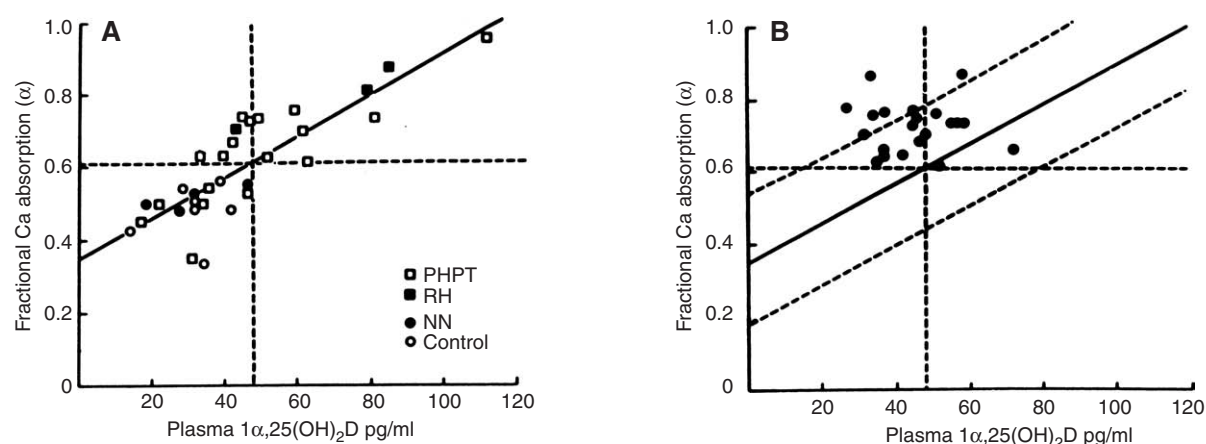 A
B
Fractional Ca absorption (α)
1.0
0.8
0.6
0.4
0.2
0
20
40
60
80
100
120
Plasma 1α,25(OH)₂D pg/ml
PHPT
RH
NN
Control
Fractional Ca absorption (α)
1.0
0.8
0.6
0.4
0.2
0
20
40
60
80
100
120
Plasma 1α,25(OH)₂D pg/ml